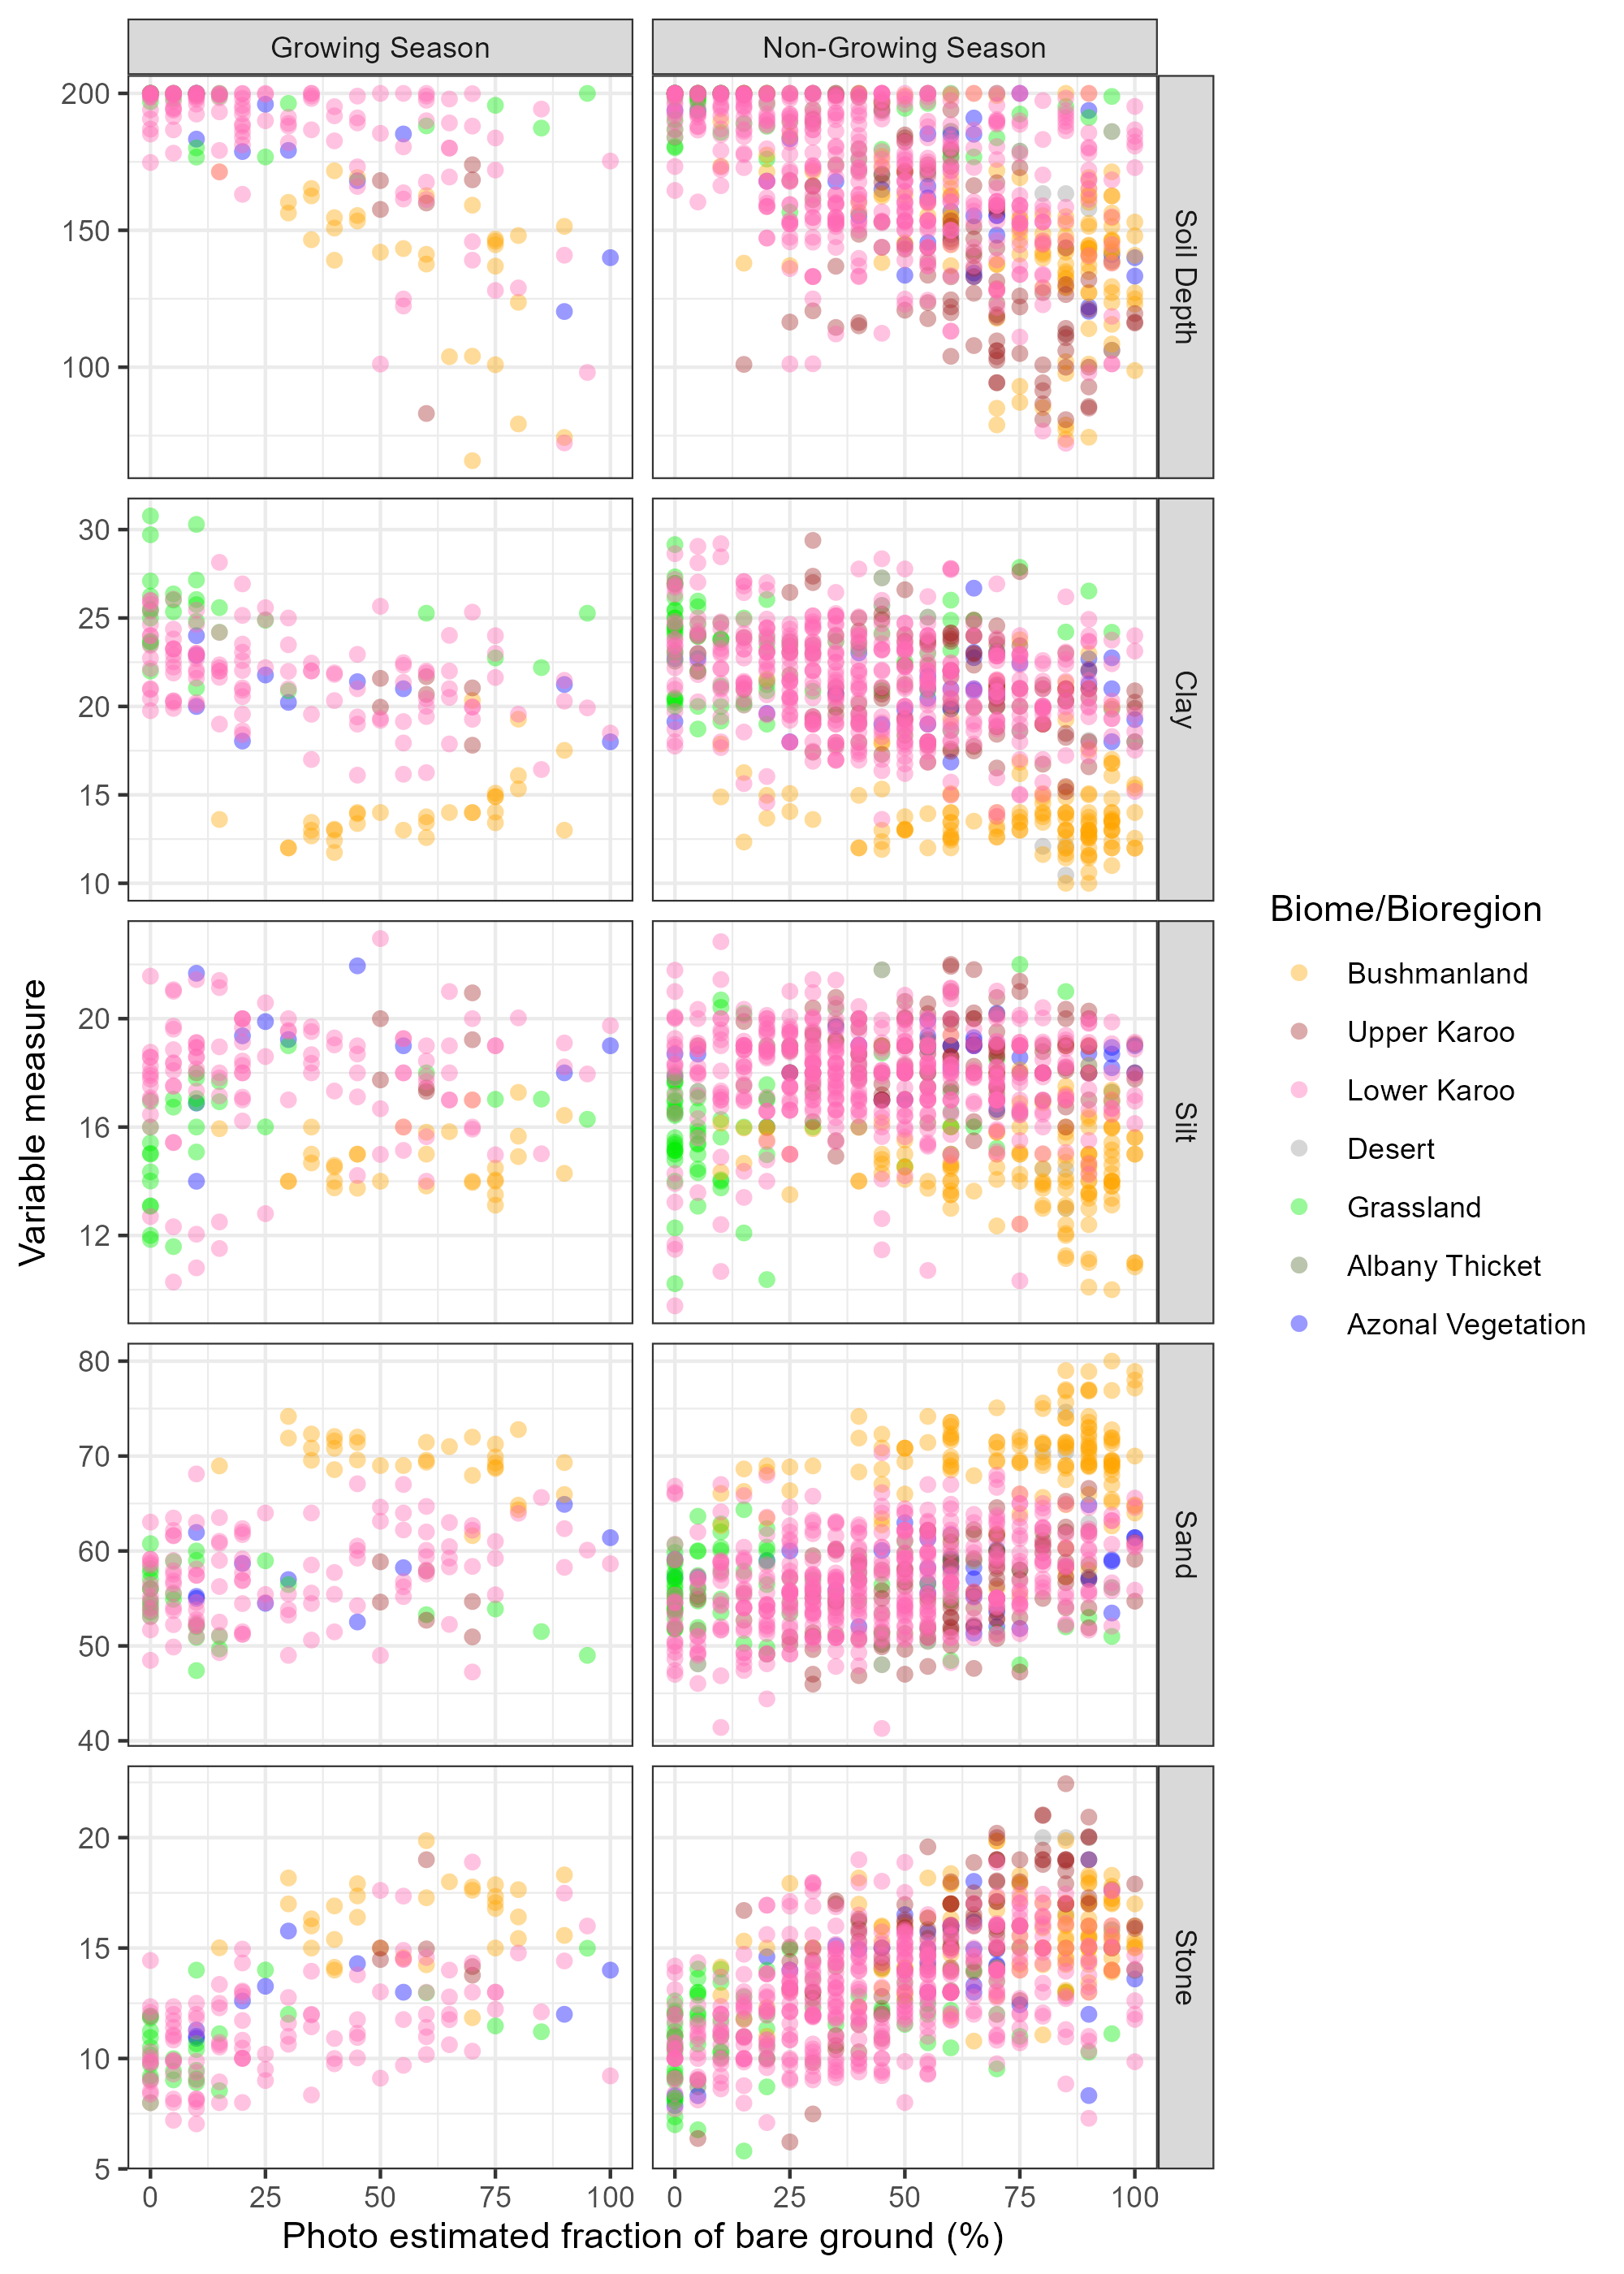 Growing Season
Non-Growing Season
200
150
100
Soil Depth
30
25
20
15
10
Clay
20
16
12
Silt
80
70
60
50
40
Sand
20
15
10
5
Stone
0 25 50 75 100
0 25 50 75 100
Photo estimated fraction of bare ground (%)
Variable measure
Biome/Bioregion
Bushmanland
Upper Karoo
Lower Karoo
Desert
Grassland
Albany Thicket
Azonal Vegetation